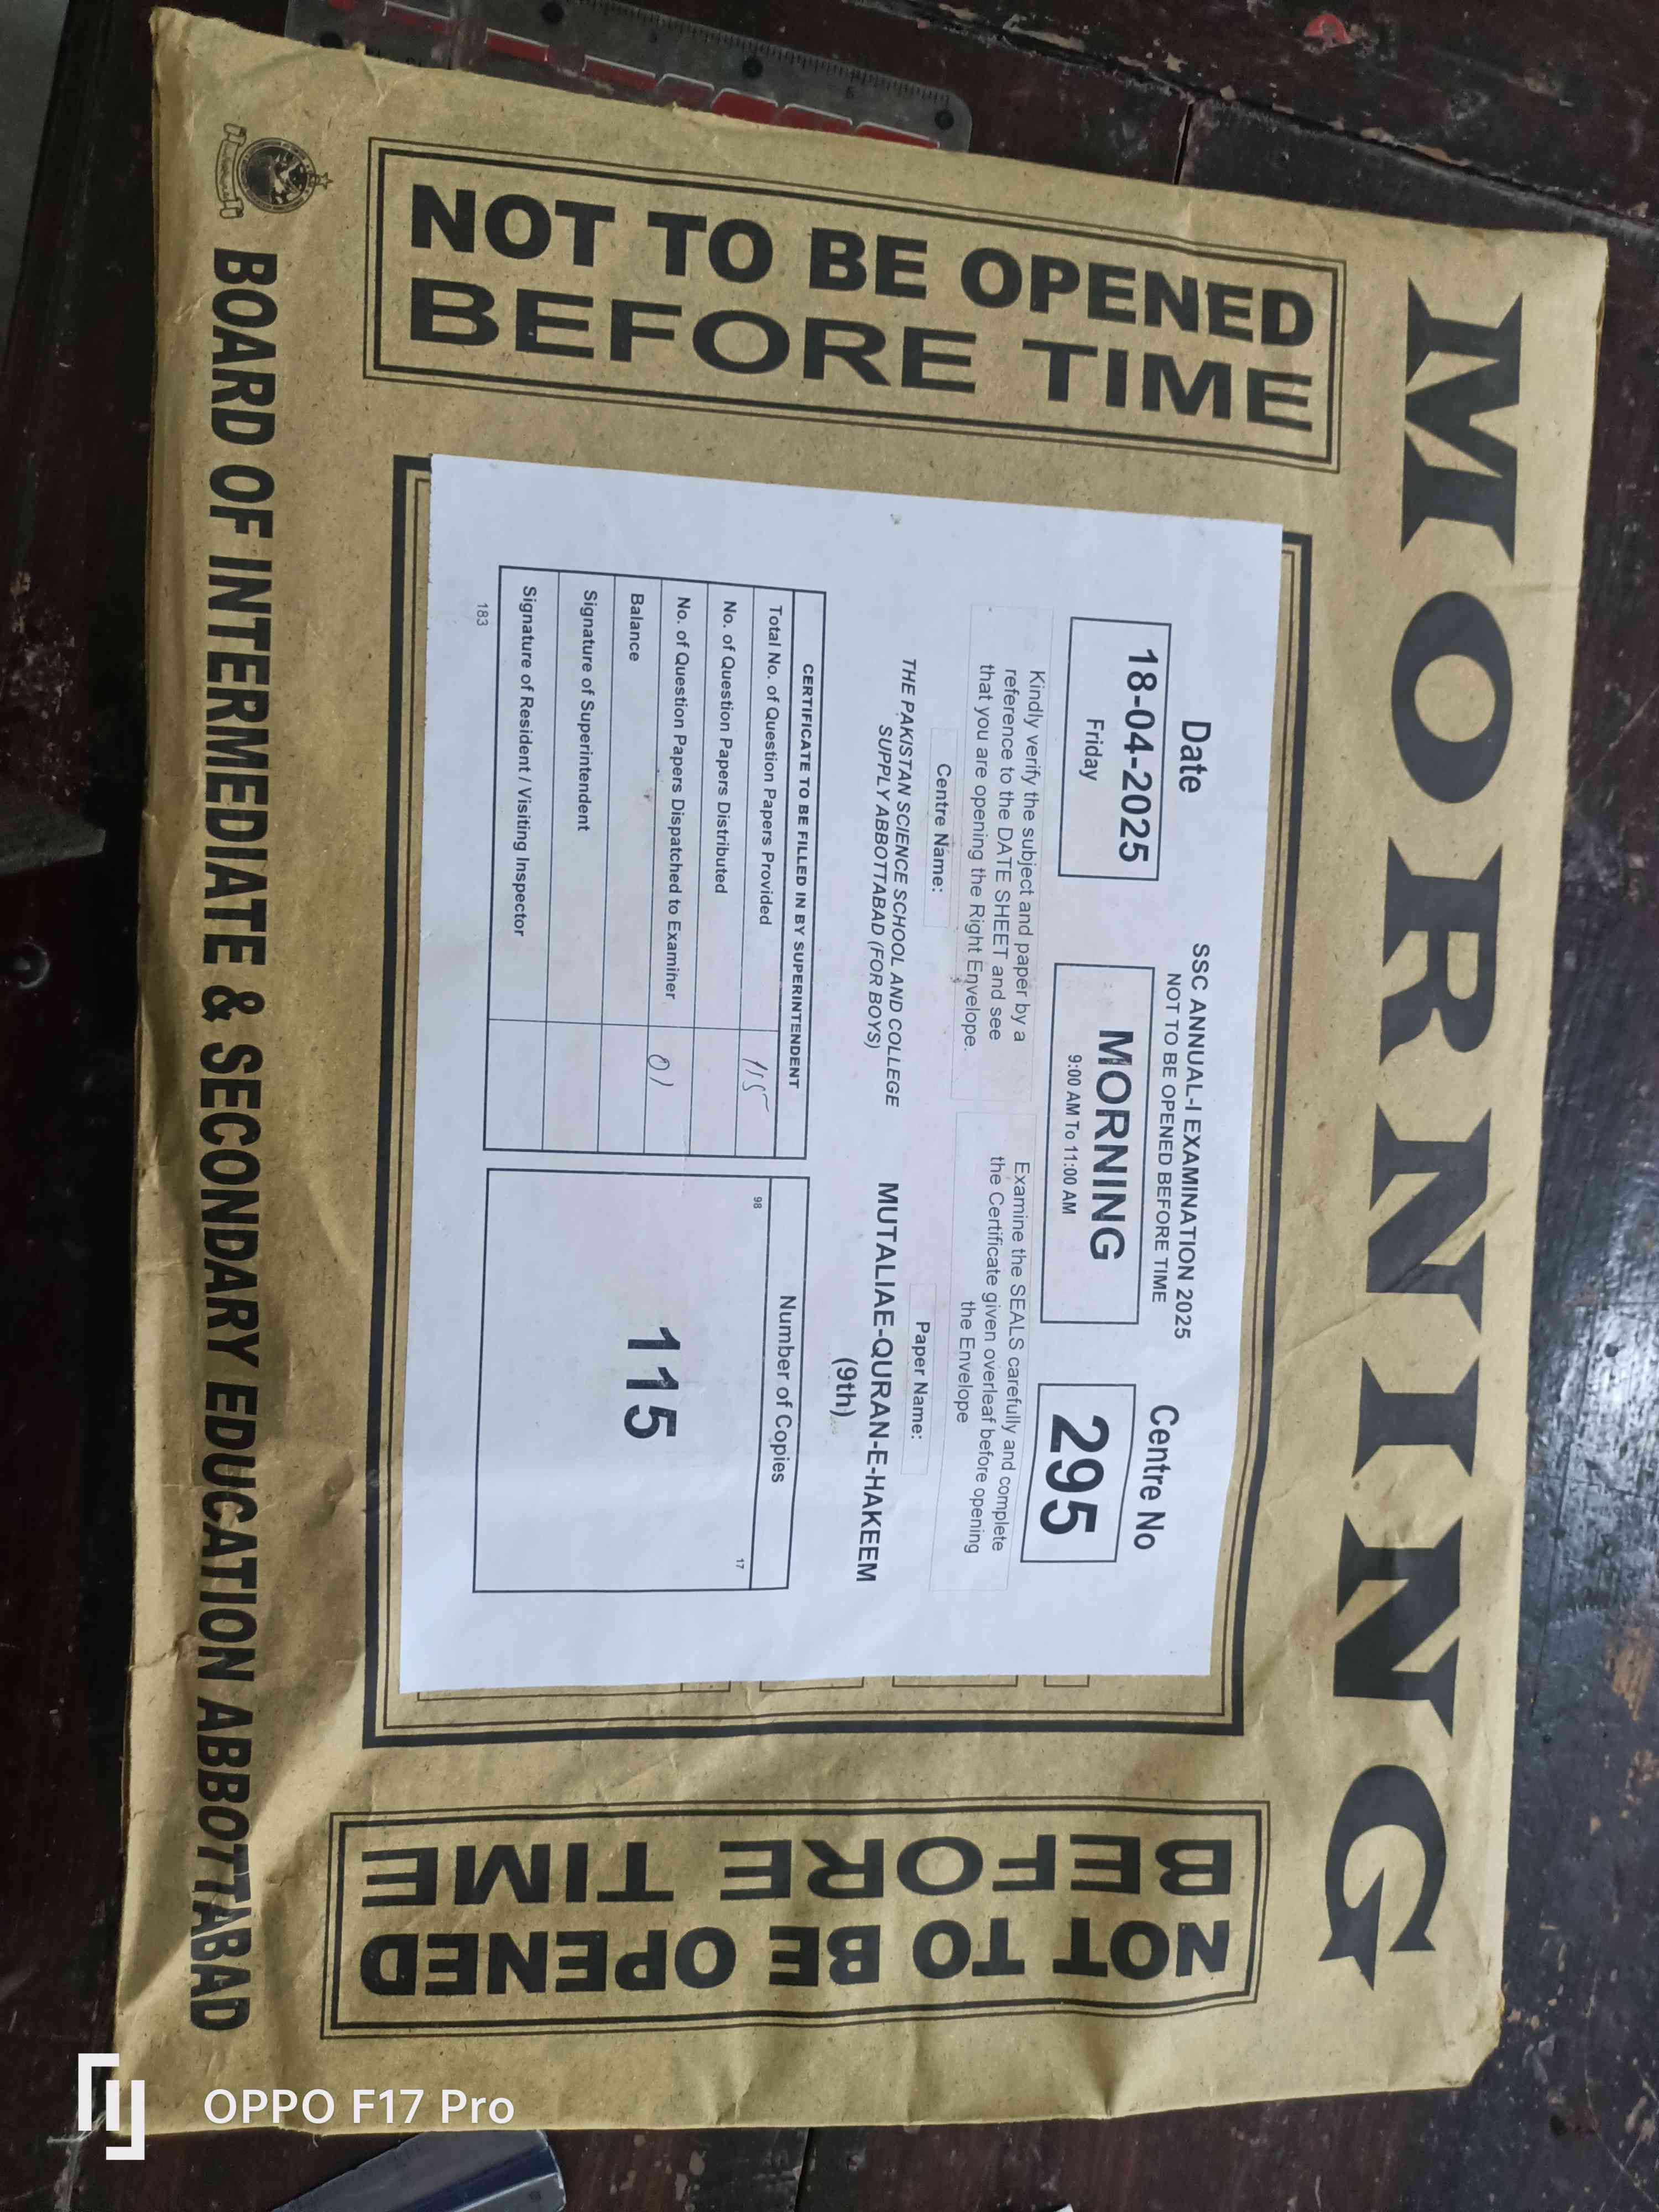 MORNING
NOT TO BE OPENED
BEFORE TIME
Date
18-04-2025
Friday
SSC ANNUAL-I EXAMINATION 2025
NOT TO BE OPENED BEFORE TIME
MORNING
9:00 AM To 11:00 AM
Centre No
295
Kindly verify the subject and paper by a
reference to the DATE SHEET and see
that you are opening the Right Envelope.
Examine the SEALS carefully and complete
the Certificate given overleaf before opening
the Envelope
Centre Name:
THE PAKISTAN SCIENCE SCHOOL AND COLLEGE
SUPPLY ABBOTTABAD (FOR BOYS)
Paper Name:
MUTALIAE-QURAN-E-HAKEEM
(9th)
CERTIFICATE TO BE FILLED IN BY SUPERINTENDENT
Total No. of Question Papers Provided 115
No. of Question Papers Distributed
No. of Question Papers Dispatched to Examiner 01
Balance
Signature of Superintendent
Signature of Resident / Visiting Inspector
183
Number of Copies
98
17
115
NOT TO BE OPENED
BEFORE TIME
BOARD OF INTERMEDIATE & SECONDARY EDUCATION ABBOTTABAD
OPPO F17 Pro